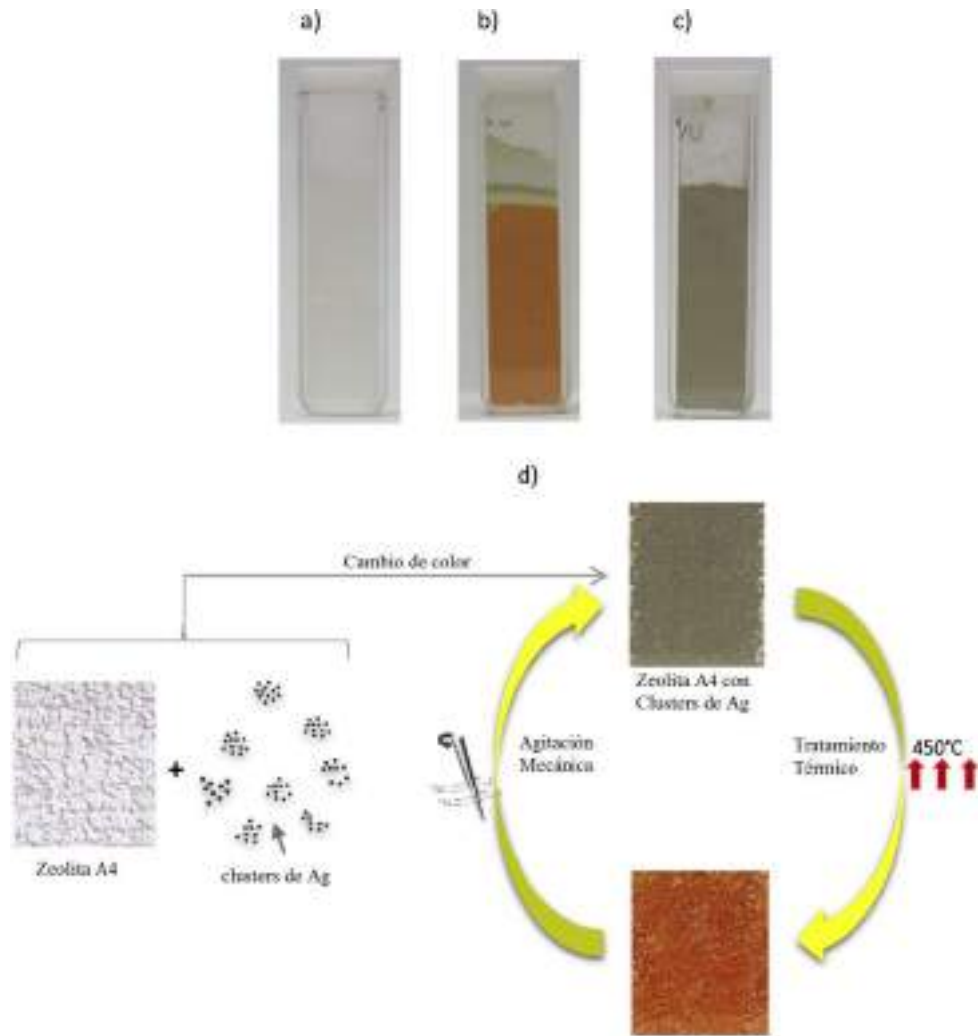 a)
b)
c)
d)
Cambio de color
Zeolita A4 con
Clusters de Ag
Agitación
Mecánica
Tratamiento
Térmico
450°C
+
Zeolita A4
clusters de Ag